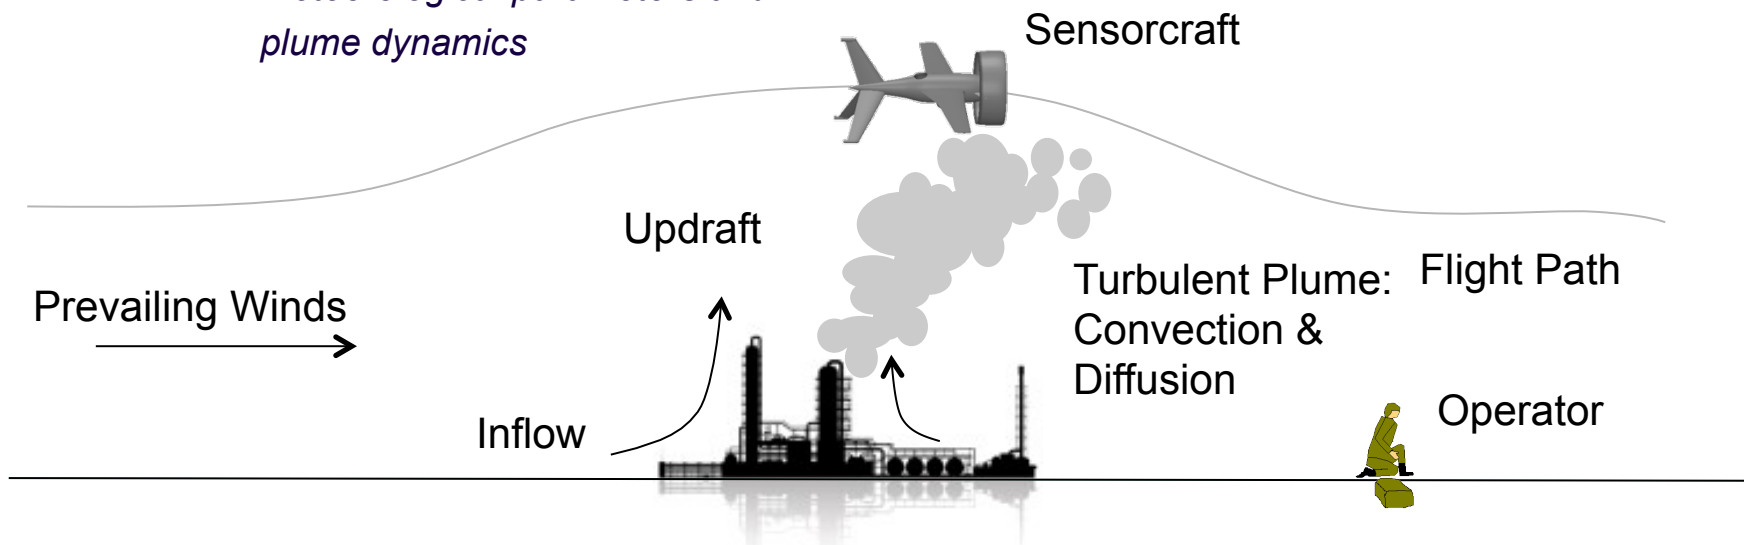 plume dynamics
Sensorcraft
Updraft
Prevailing Winds
Turbulent Plume:
Convection &
Diffusion
Flight Path
Inflow
Operator